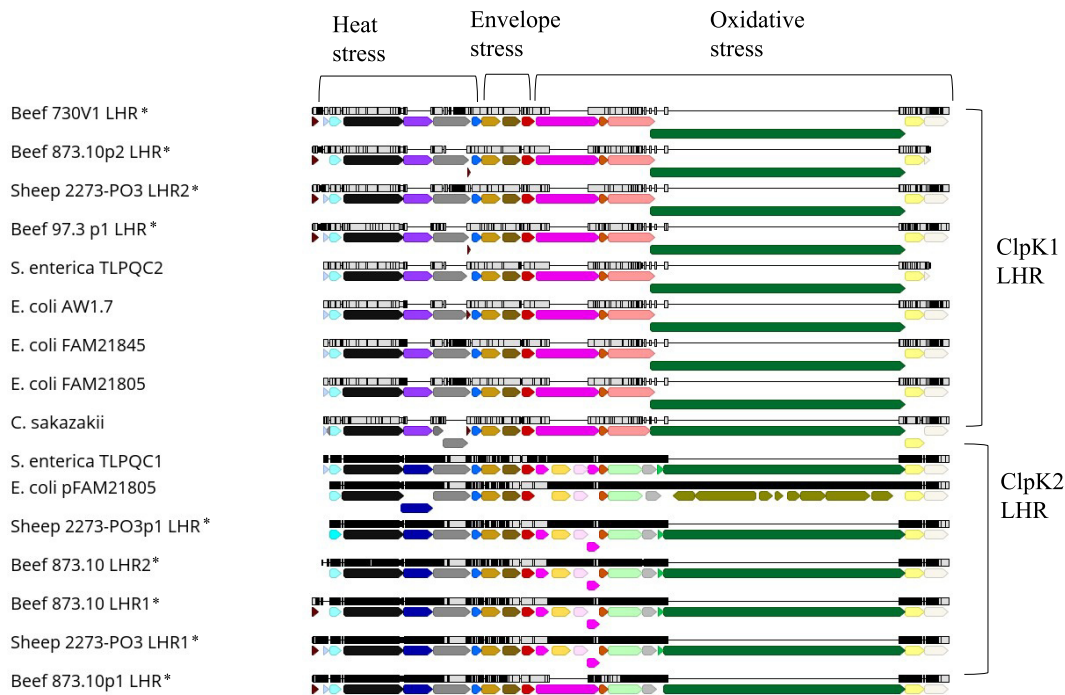 Heat
stress
Envelope
stress
Oxidative
stress
Beef 730V1 LHR *
Beef 873.10p2 LHR*
Sheep 2273-PO3 LHR2*
Beef 97.3 p1 LHR *
S. enterica TLPQC2
E. coli AW1.7
E. coli FAM21845
E. coli FAM21805
C. sakazakii
S. enterica TLPQC1
E. coli pFAM21805
Sheep 2273-PO3p1 LHR *
Beef 873.10 LHR2*
Beef 873.10 LHR1*
Sheep 2273-PO3 LHR1*
Beef 873.10p1 LHR*
ClpK1
LHR
ClpK2
LHR